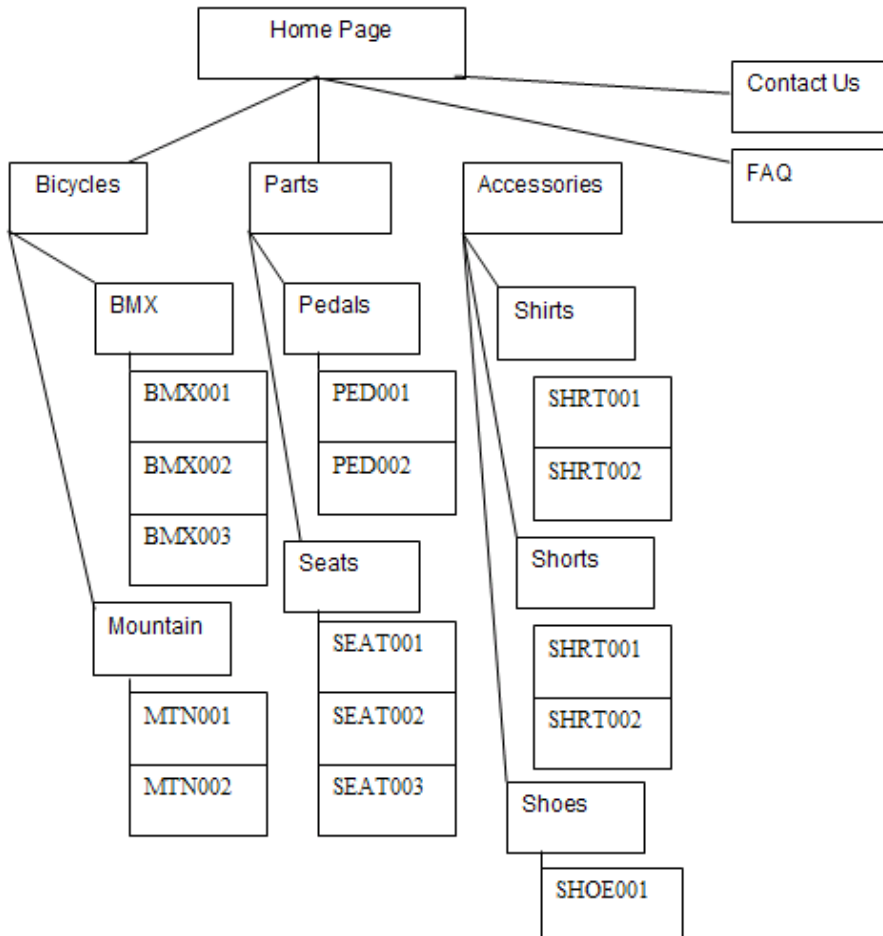 Home Page
Contact Us
FAQ
Bicycles
Parts
Accessories
BMX
BMX001
BMX002
BMX003
Mountain
MTN001
MTN002
Pedals
PED001
PED002
Seats
SEAT001
SEAT002
SEAT003
Shirts
SHRT001
SHRT002
Shorts
SHRT001
SHRT002
Shoes
SHOE001